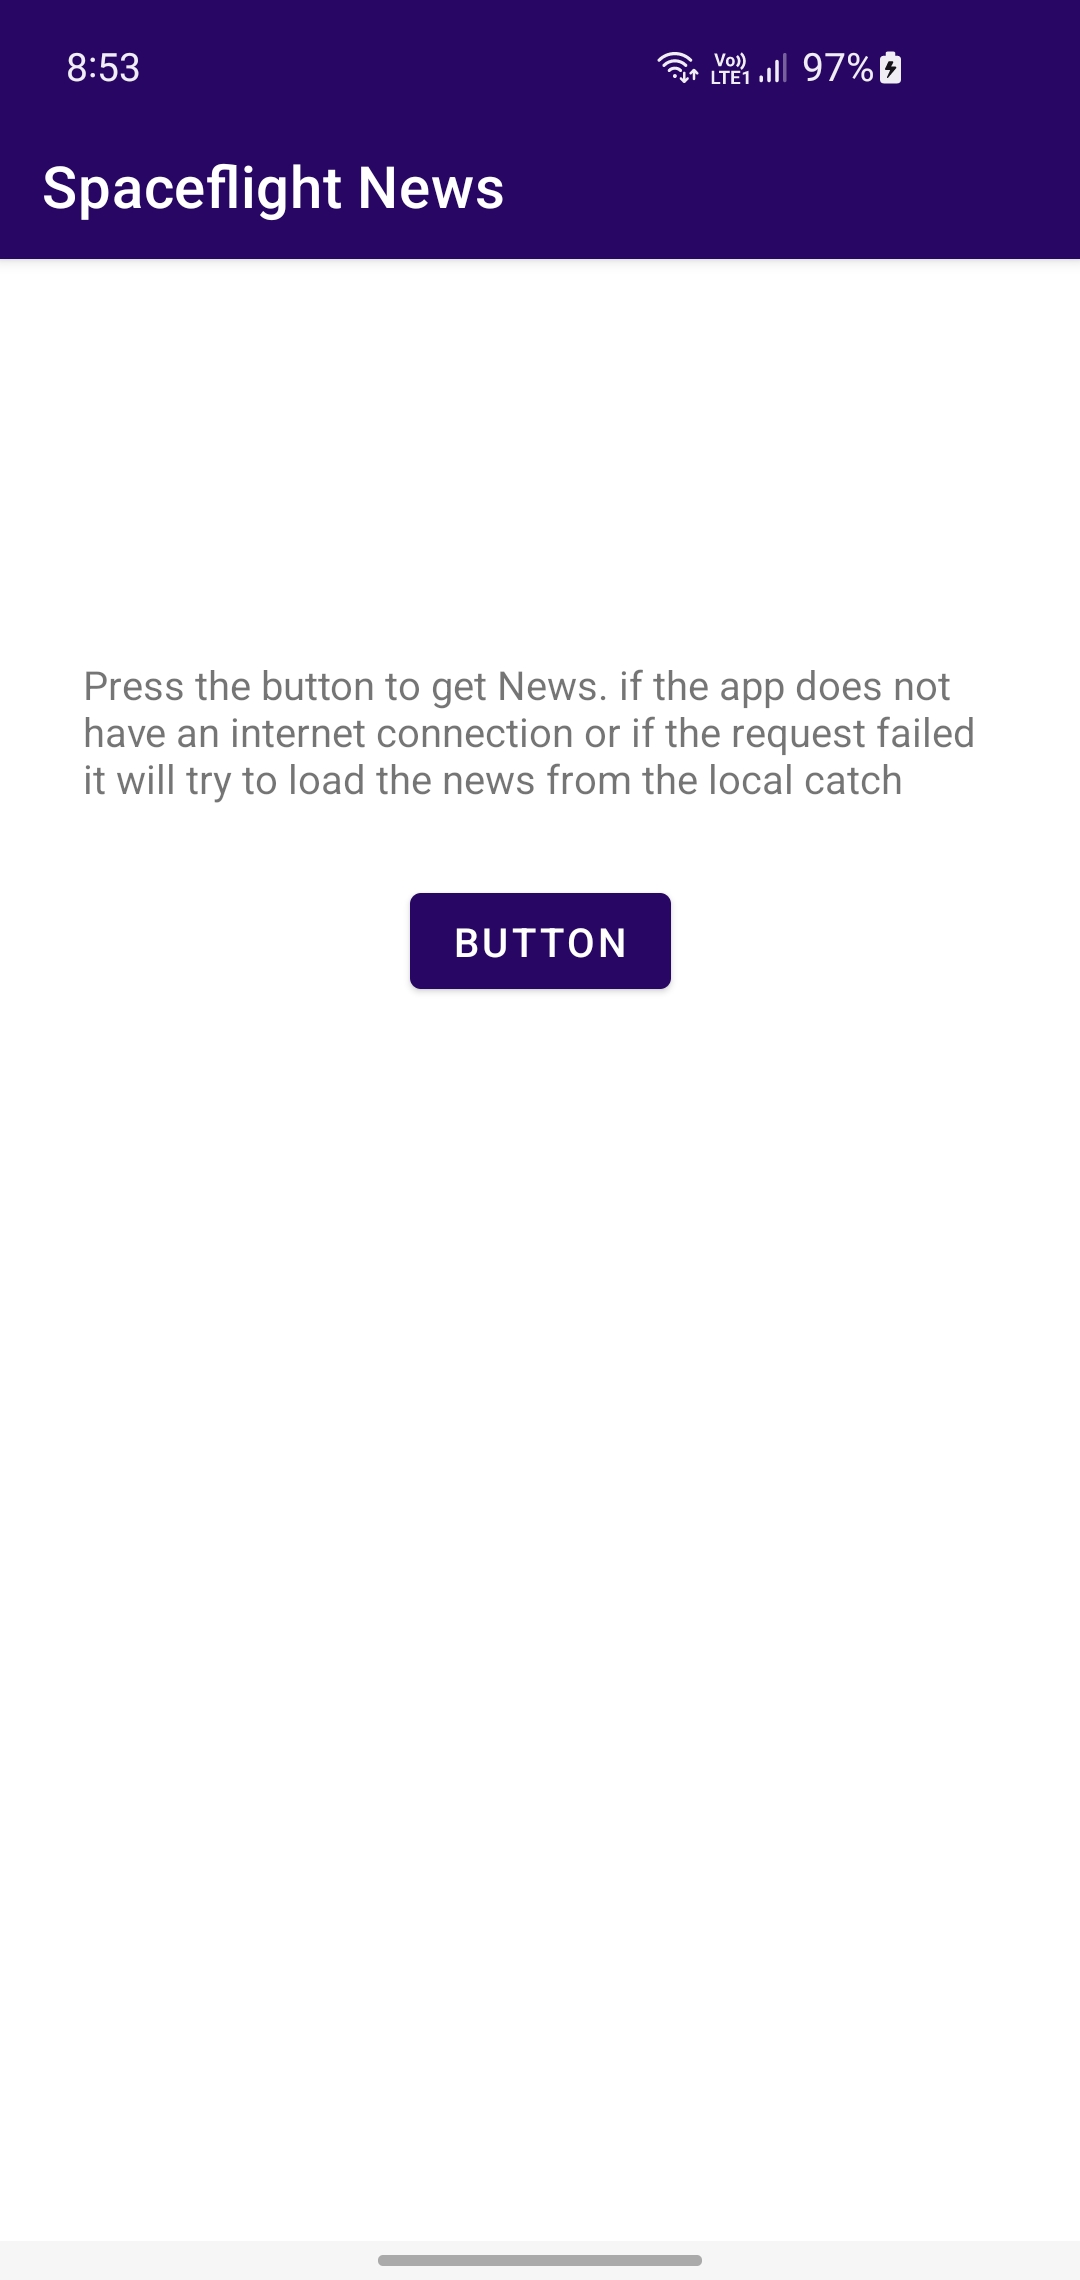 8:53 Vo)) LTE1 97%
Spaceflight News
Press the button to get News. if the app does not
have an internet connection or if the request failed
it will try to load the news from the local catch
BUTTON